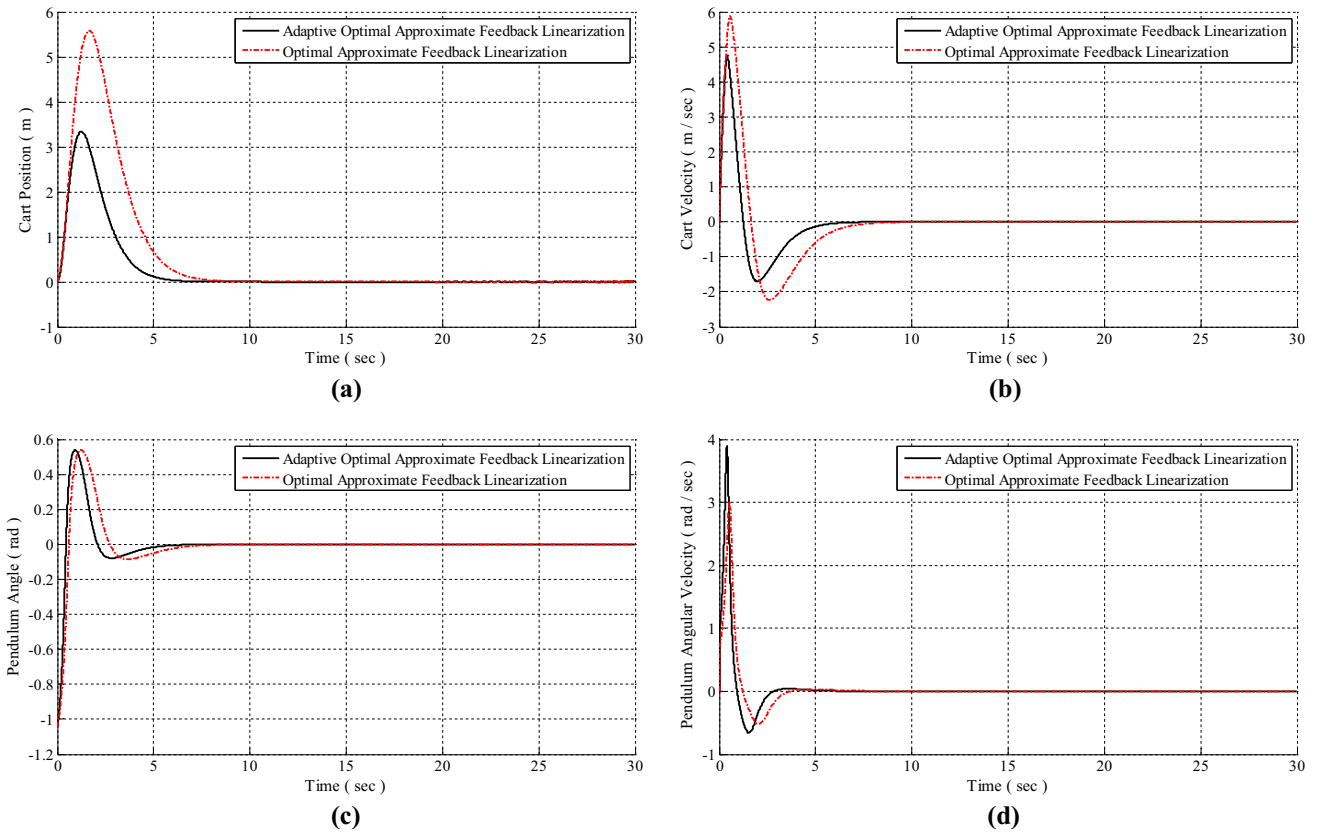 Adaptive Optimal Approximate Feedback Linearization
Optimal Approximate Feedback Linearization
6
5
4
3
2
1
0
-1
Cart Position ( m )
0 5 10 15 20 25 30
Time ( sec )
(a)
Adaptive Optimal Approximate Feedback Linearization
Optimal Approximate Feedback Linearization
6
5
4
3
2
1
0
-1
-2
-3
Cart Velocity ( m / sec )
0 5 10 15 20 25 30
Time ( sec )
(b)
Adaptive Optimal Approximate Feedback Linearization
Optimal Approximate Feedback Linearization
0.6
0.4
0.2
0
-0.2
-0.4
-0.6
-0.8
-1
-1.2
Pendulum Angle ( rad )
0 5 10 15 20 25 30
Time ( sec )
(c)
Adaptive Optimal Approximate Feedback Linearization
Optimal Approximate Feedback Linearization
4
3
2
1
0
-1
Pendulum Angular Velocity ( rad / sec )
0 5 10 15 20 25 30
Time ( sec )
(d)